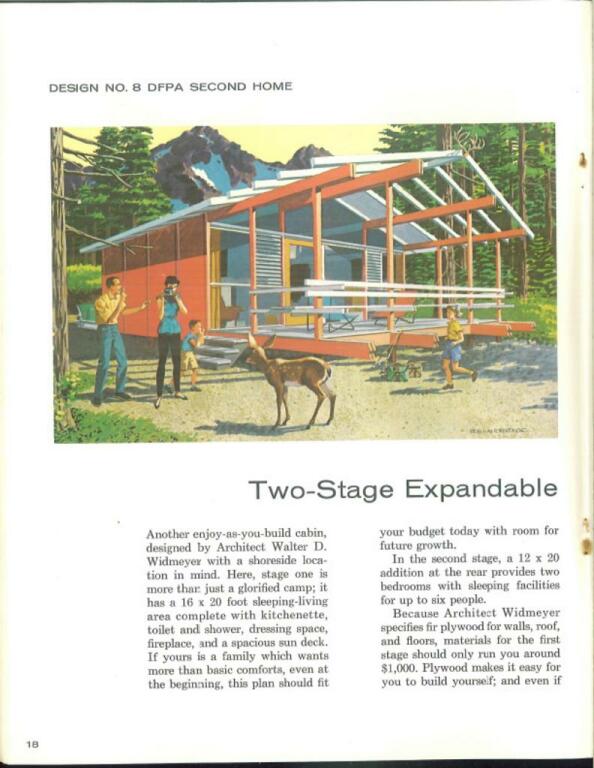 DESIGN NO. 8 DFPA SECOND HOME
Two-Stage Expandable
Another enjoy-as-you-build cabin,
designed by Architect Walter D.
Widmeyer with a shoreside loca-
tion in mind. Here, stage one is
more than just a glorified camp; it
has a 16 x 20 foot sleeping-living
area complete with kitchenette,
toilet and shower, dressing space,
fireplace, and a spacious sun deck.
If yours is a family which wants
more than basic comforts, even at
the beginning, this plan should fit
your budget today with room for
future growth.
In the second stage, a 12 x 20
addition at the rear provides two
bedrooms with sleeping facilities
for up to six people.
Because Architect Widmeyer
specifies fir plywood for walls, roof,
and floors, materials for the first
stage should only run you around
$1,000. Plywood makes it easy for
you to build yourself; and even if
18